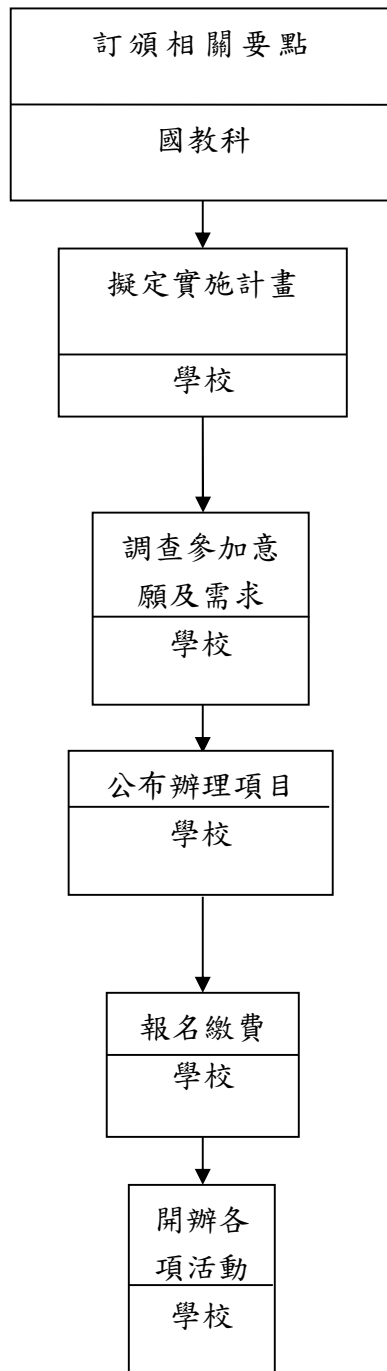 訂頒相關要點
國教科
擬定實施計畫
學校
調查參加意
願及需求
學校
公布辦理項目
學校
報名繳費
學校
開辦各
項活動
學校